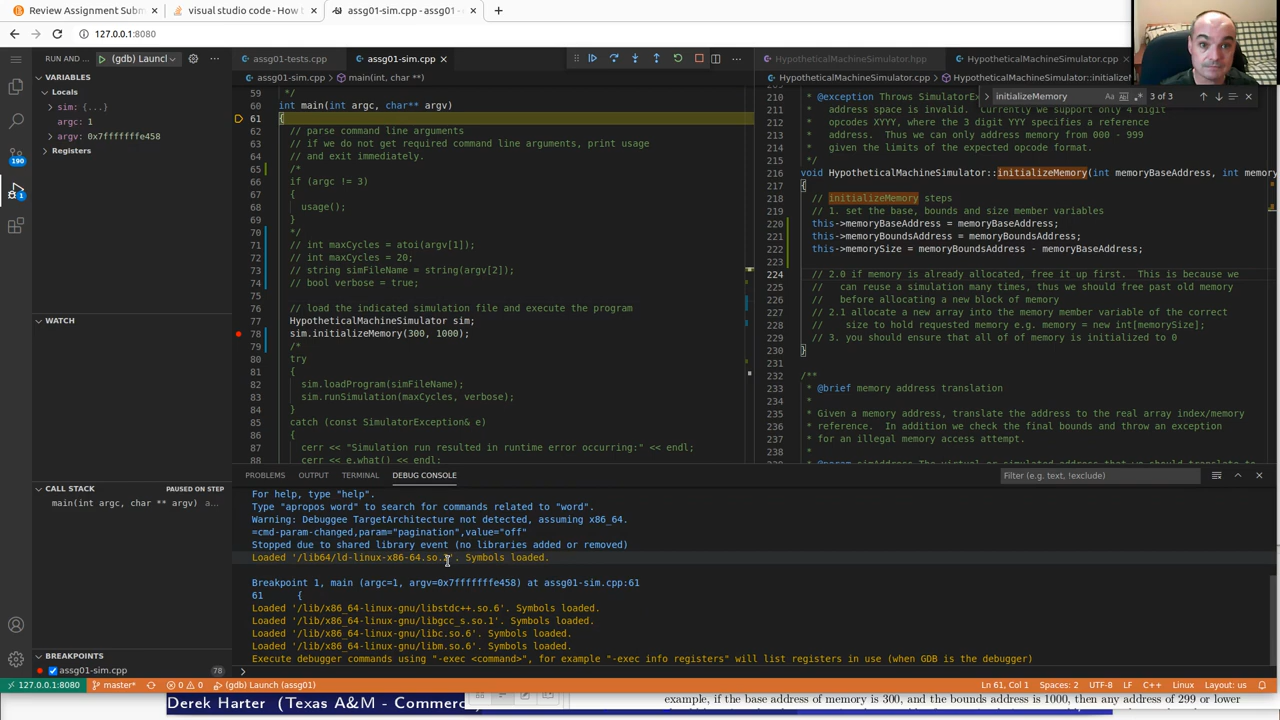 Review Assignment Subm
visual studio code - How t
assg01-sim.cpp - assg01 -
127.0.0.1:8080
RUN AND ...
(gdb) Launcl
assg01-tests.cpp
assg01-sim.cpp
HypotheticalMachineSimulator.hpp
HypotheticalMachineSimulator.cpp
assg01-sim.cpp > main(int, char **)
HypotheticalMachineSimulator.cpp > HypotheticalMachineSimulator::initializeM
initializeMemory
Aa
3 of 3
VARIABLES
Locals
sim: {...}
argc: 1
argv: 0x7fffffffe458
Registers
WATCH
CALL STACK
PAUSED ON STEP
main(int argc, char ** argv) a...
BREAKPOINTS
assg01-sim.cpp
78
190
1
59 */
60 int main(int argc, char** argv)
61 {
62 // parse command line arguments
63 // if we do not get required command line arguments, print usage
64 // and exit immediately.
65 /*
66 if (argc != 3)
67 {
68 usage();
69 }
70 */
71 // int maxCycles = atoi(argv[1]);
72 // int maxCycles = 20;
73 // string simFileName = string(argv[2]);
74 // bool verbose = true;
75
76 // load the indicated simulation file and execute the program
77 HypotheticalMachineSimulator sim;
78 sim.initializeMemory(300, 1000);
79 /*
80 try
81 {
82 sim.loadProgram(simFileName);
83 sim.runSimulation(maxCycles, verbose);
84 }
85 catch (const SimulatorException& e)
86 {
87 cerr << "Simulation run resulted in runtime error occurring:" << endl;
88 cerr << e.what() << endl;
210 * @exception Throws SimulatorEx
211 * address space is invalid. Currently we support only 4 digit
212 * opcodes XYYY, where the 3 digit YYY specifies a reference
213 * address. Thus we can only address memory from 000 - 999
214 * given the limits of the expected opcode format.
215 */
216 void HypotheticalMachineSimulator::initializeMemory(int memoryBaseAddress, int memory
217 {
218 // initializeMemory steps
219 // 1. set the base, bounds and size member variables
220 this->memoryBaseAddress = memoryBaseAddress;
221 this->memoryBoundsAddress = memoryBoundsAddress;
222 this->memorySize = memoryBoundsAddress - memoryBaseAddress;
223
224 // 2.0 if memory is already allocated, free it up first. This is because we
225 // can reuse a simulation many times, thus we should free past old memory
226 // before allocating a new block of memory
227 // 2.1 allocate a new array into the memory member variable of the correct
228 // size to hold requested memory e.g. memory = new int[memorySize];
229 // 3. you should ensure that all of of memory is initialized to 0
230 }
231
232 /**
233 * @brief memory address translation
234 *
235 * Given a memory address, translate the address to the real array index/memory
236 * reference. In addition we check the final bounds and throw an exception
237 * for an illegal memory access attempt.
238 *
PROBLEMS OUTPUT TERMINAL DEBUG CONSOLE
Filter (e.g. text, !exclude)
For help, type "help".
Type "apropos word" to search for commands related to "word".
Warning: Debuggee TargetArchitecture not detected, assuming x86_64.
=cmd-param-changed,param="pagination",value="off"
Stopped due to shared library event (no libraries added or removed)
Loaded '/lib64/ld-linux-x86-64.so.2'. Symbols loaded.
Breakpoint 1, main (argc=1, argv=0x7fffffffe458) at assg01-sim.cpp:61
61 {
Loaded '/lib/x86_64-linux-gnu/libstdc++.so.6'. Symbols loaded.
Loaded '/lib/x86_64-linux-gnu/libgcc_s.so.1'. Symbols loaded.
Loaded '/lib/x86_64-linux-gnu/libc.so.6'. Symbols loaded.
Loaded '/lib/x86_64-linux-gnu/libm.so.6'. Symbols loaded.
Execute debugger commands using "-exec <command>", for example "-exec info registers" will list registers in use (when GDB is the debugger)
127.0.0.1:8080 master* 0 0 (gdb) Launch (assg01)
Ln 61, Col 1 Spaces: 2 UTF-8 LF C++ Linux Layout: us
Derek Harter (Texas A&M - Commerc
example, if the base address of memory is 300, and the bounds address is 1000, then any address of 299 or lower